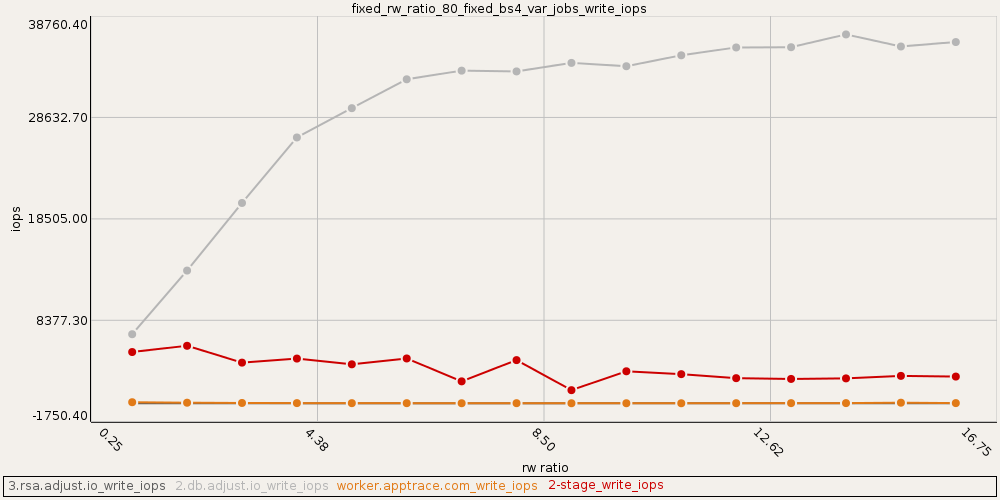 fixed_rw_ratio_80_fixed_bs4_var_jobs_write_iops
38760.40
28632.70
18505.00
8377.30
-1750.40
iops
0.25
4.38
8.50
12.62
16.75
rw ratio
3.rsa.adjust.io_write_iops 2.db.adjust.io_write_iops worker.apptrace.com_write_iops 2-stage_write_iops